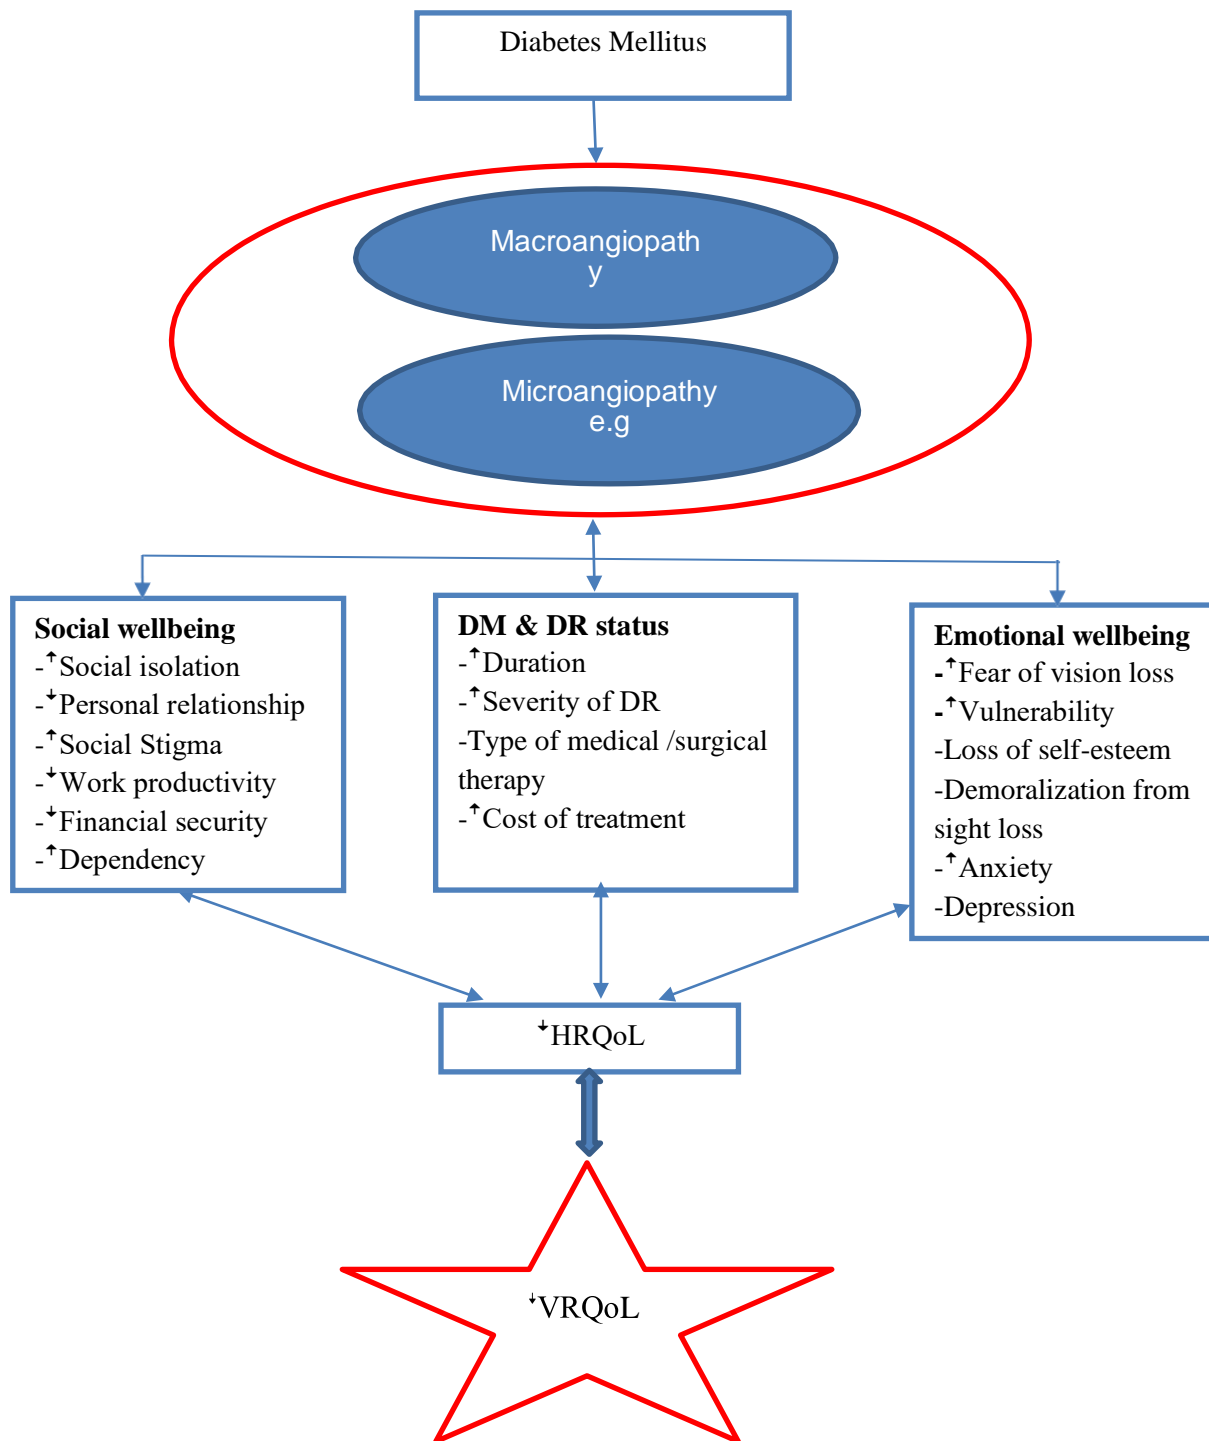 Diabetes Mellitus
Macroangiopath
y
Microangiopathy
e.g
Social wellbeing
-↑Social isolation
-↓Personal relationship
-↑Social Stigma
-↓Work productivity
-↓Financial security
-↑Dependency
DM & DR status
-↑Duration
-↑Severity of DR
-Type of medical /surgical
therapy
-↑Cost of treatment
Emotional wellbeing
-↑Fear of vision loss
-↑Vulnerability
-Loss of self-esteem
-Demoralization from
sight loss
-↑Anxiety
-Depression
↓HRQoL
↓VRQoL